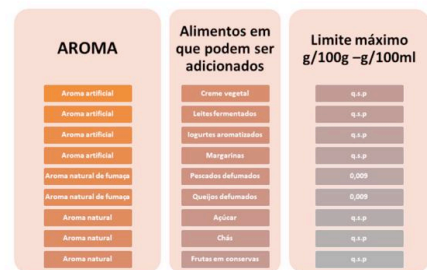 AROMA
Alimentos em
que podem ser
adicionados
Limite máximo
g/100g –g/100ml
Aroma artificial
Creme vegetal
q.s.p
Aroma artificial
Leites fermentados
q.s.p
Aroma artificial
Iogurtes aromatizados
q.s.p
Aroma artificial
Margarinas
q.s.p
Aroma natural de fumaça
Pescados defumados
0,009
Aroma natural de fumaça
Queijos defumados
0,009
Aroma natural
Açúcar
q.s.p
Aroma natural
Chás
q.s.p
Aroma natural
Frutas em conservas
q.s.p